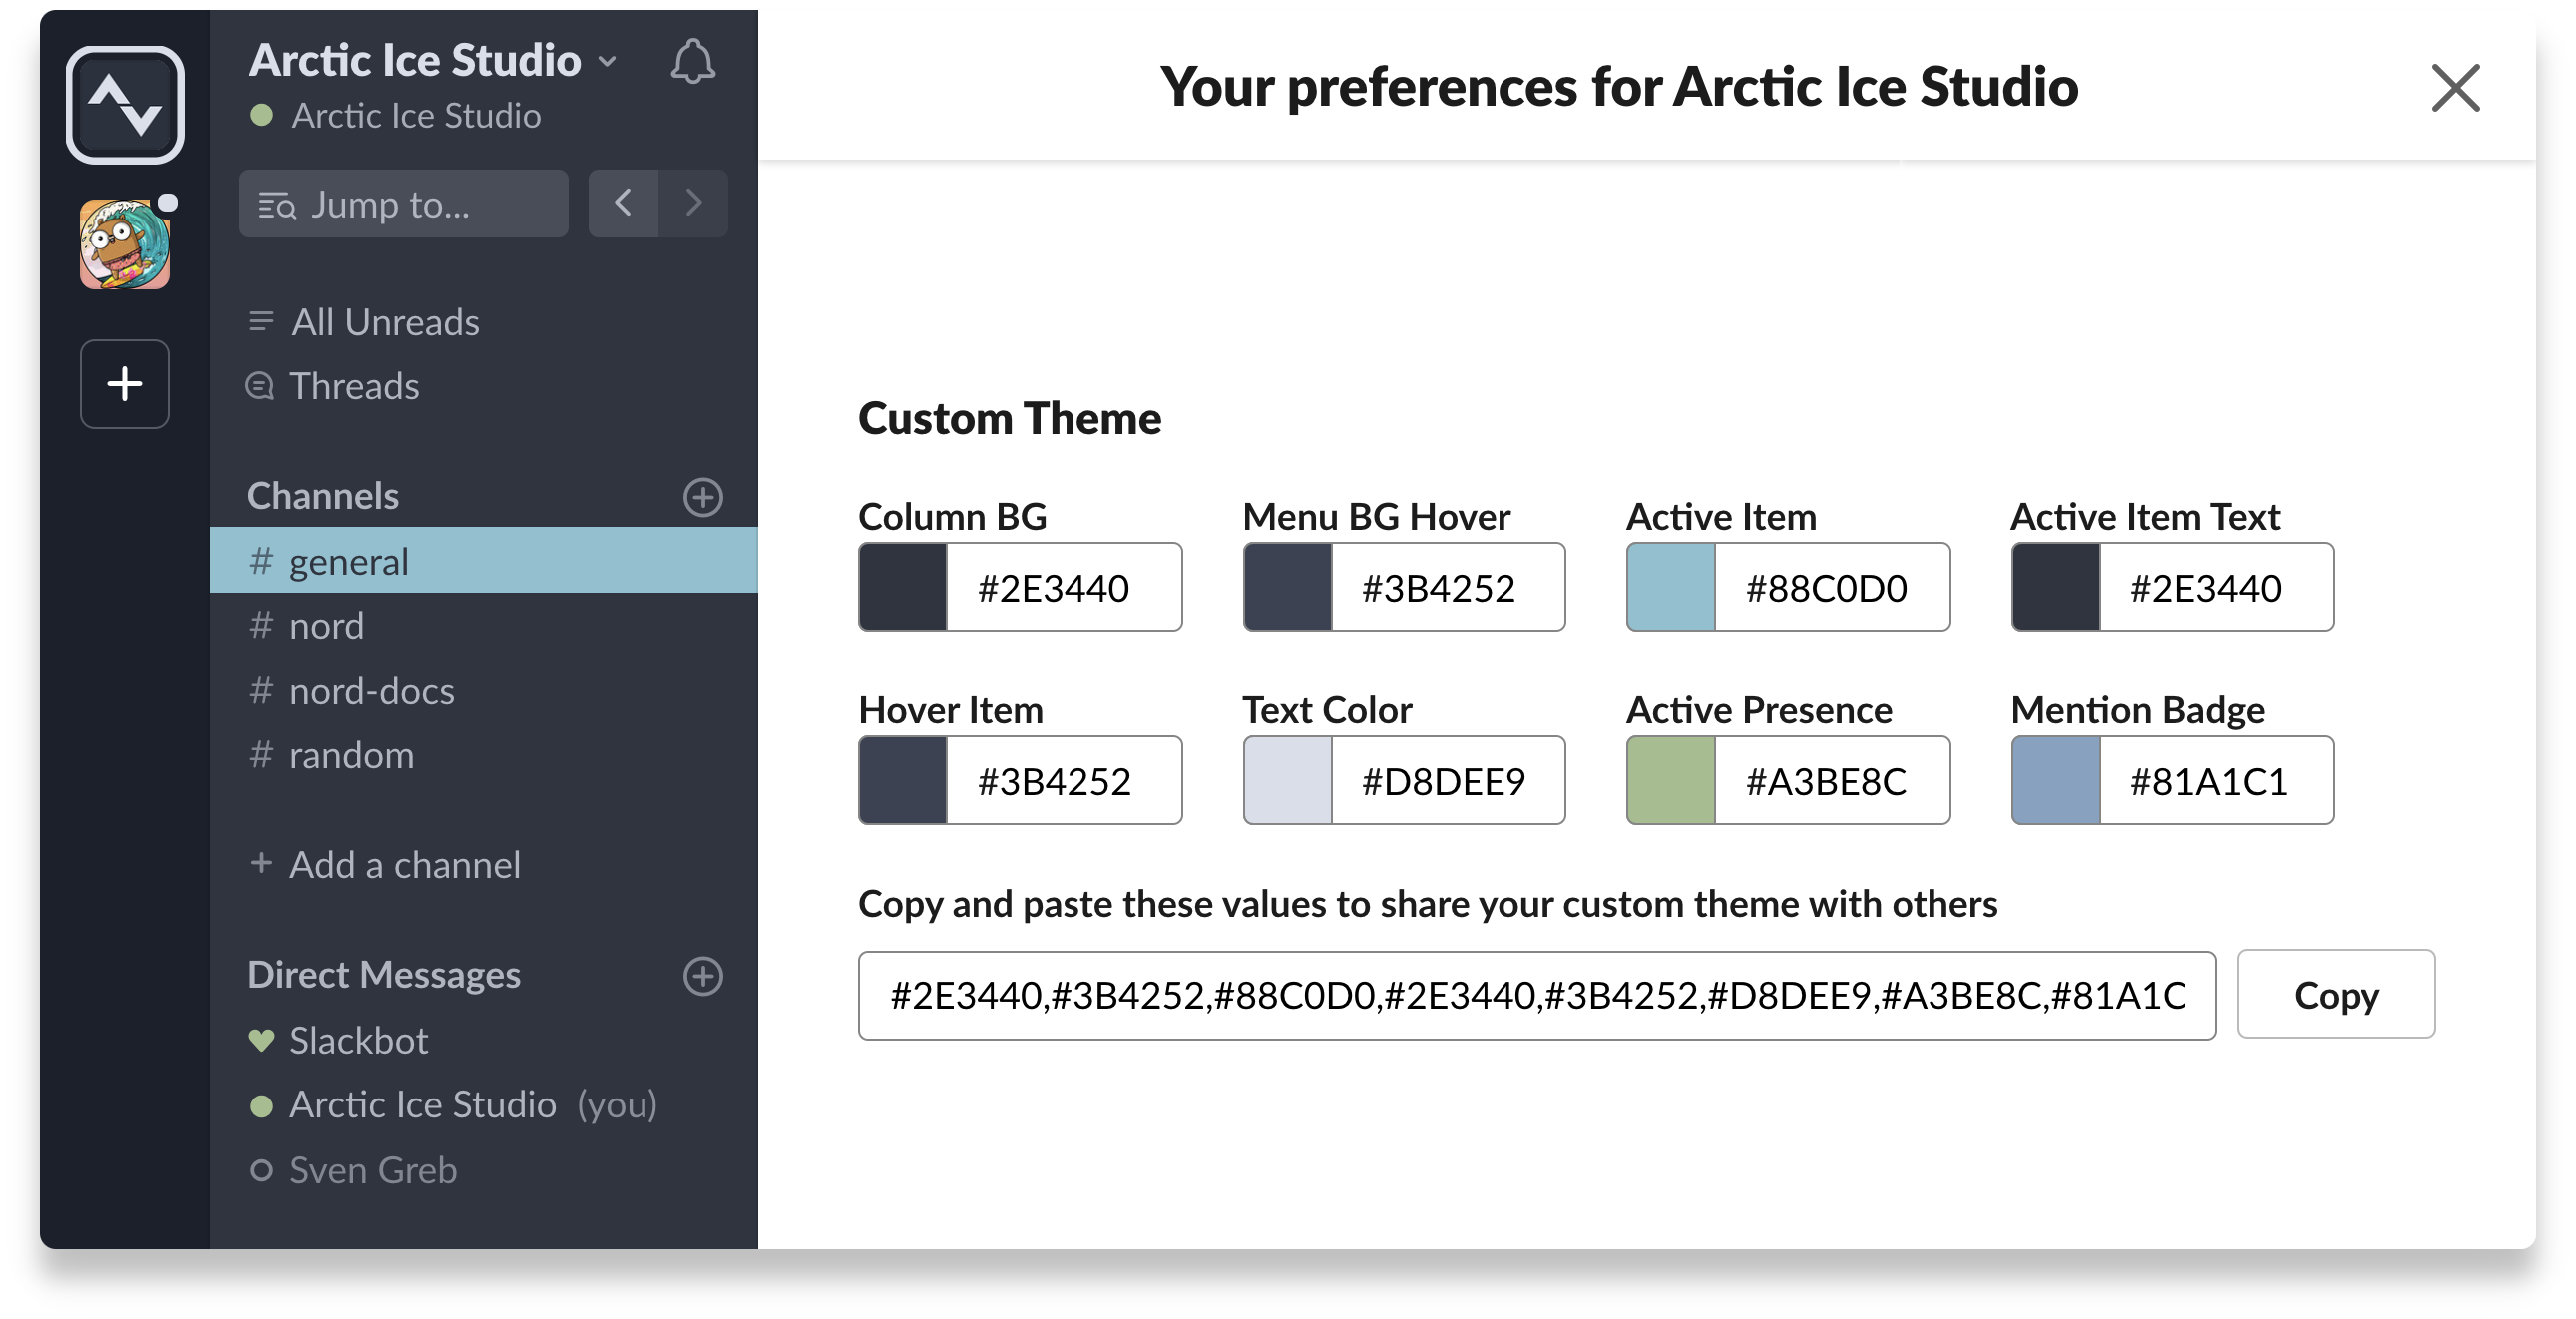 Arctic Ice Studio
Arctic Ice Studio
Jump to...
All Unreads
Threads
Channels
# general
# nord
# nord-docs
# random
+ Add a channel
Direct Messages
Slackbot
Arctic Ice Studio (you)
Sven Greb
Your preferences for Arctic Ice Studio
Custom Theme
Column BG Menu BG Hover Active Item Active Item Text
#2E3440 #3B4252 #88C0D0 #2E3440
Hover Item Text Color Active Presence Mention Badge
#3B4252 #D8DEE9 #A3BE8C #81A1C1
Copy and paste these values to share your custom theme with others
#2E3440,#3B4252,#88C0D0,#2E3440,#3B4252,#D8DEE9,#A3BE8C,#81A1C Copy